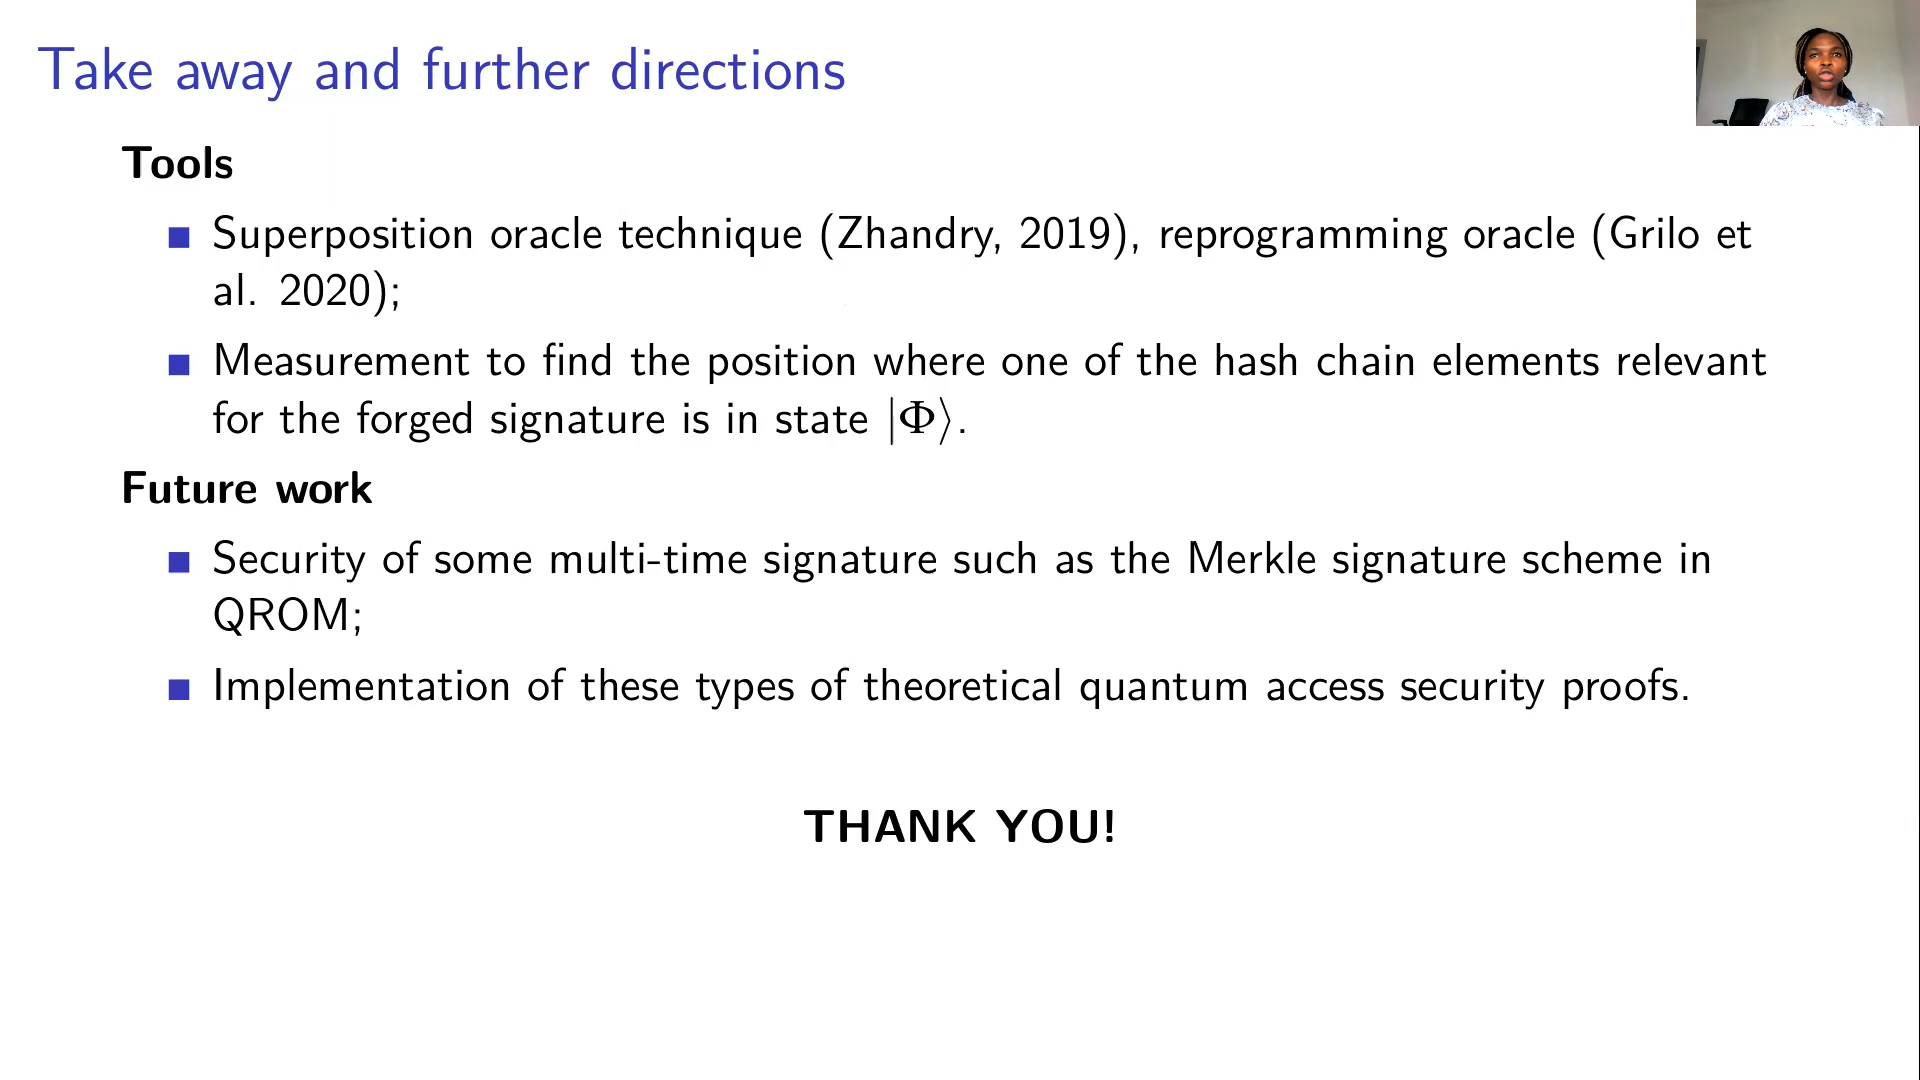 Take away and further directions
Tools
Superposition oracle technique (Zhandry, 2019), reprogramming oracle (Grilo et
al. 2020);
Measurement to find the position where one of the hash chain elements relevant
for the forged signature is in state |Φ⟩.
Future work
Security of some multi-time signature such as the Merkle signature scheme in
QROM;
Implementation of these types of theoretical quantum access security proofs.
THANK YOU!